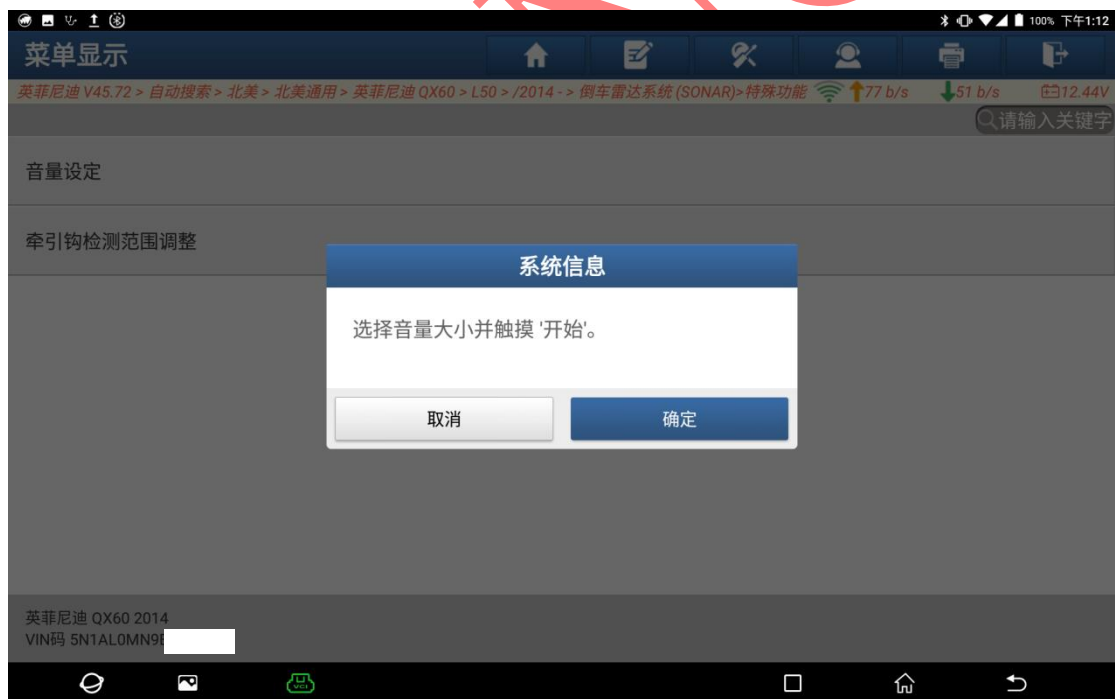 100% 下午1:12
菜单显示
英菲尼迪 V45.72 > 自动搜索 > 北美 > 北美通用 > 英菲尼迪 QX60 > L50 > /2014 - > 倒车雷达系统 (SONAR)>特殊功能 77 b/s 51 b/s 12.44V
请输入关键字
音量设定
牵引钩检测范围调整
系统信息
选择音量大小并触摸 '开始'。
取消 确定
英菲尼迪 QX60 2014
VIN码 5N1AL0MN9
VCI